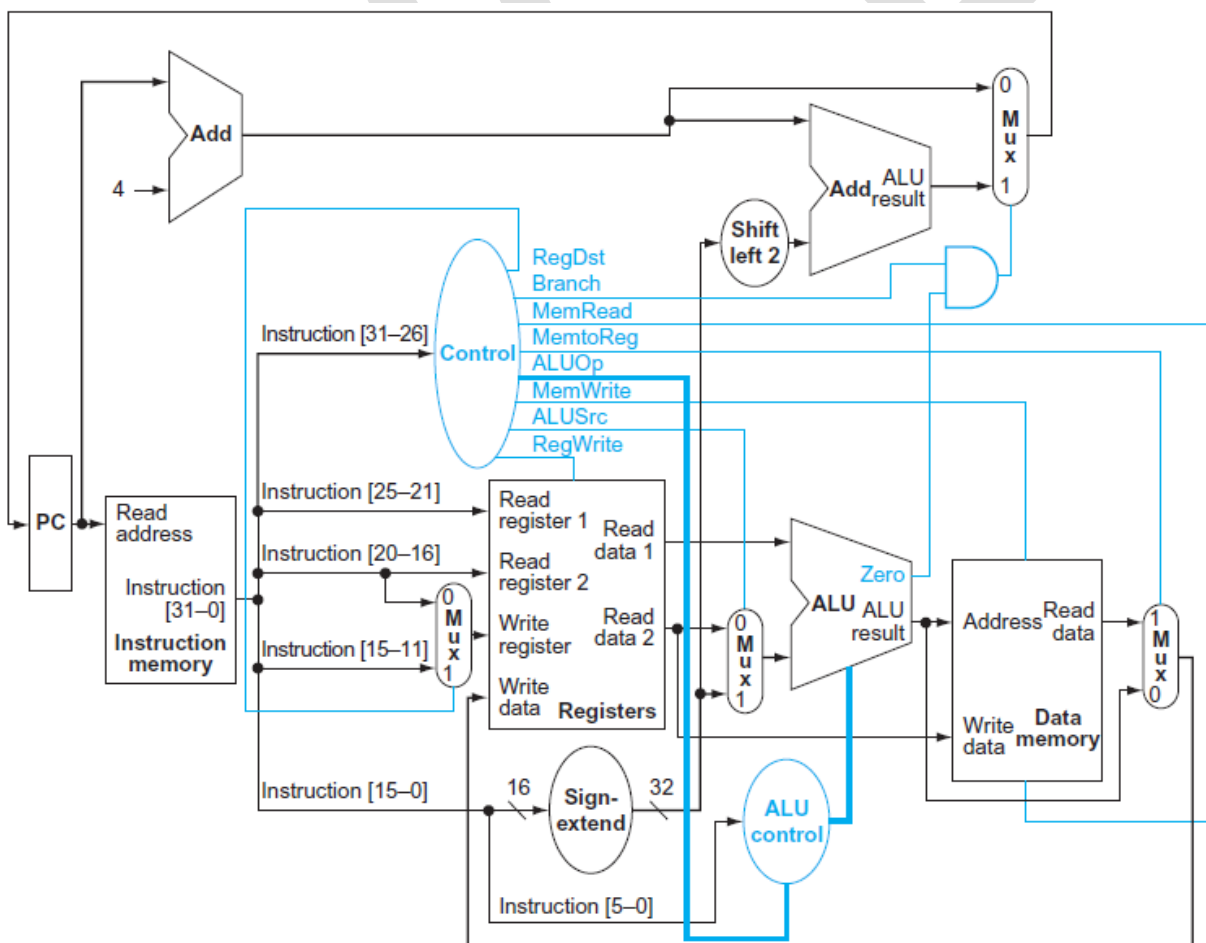 Add
4
0
M
u
x
1
Add
ALU
result
Shift
left 2
RegDst
Branch
MemRead
MemtoReg
ALUOp
MemWrite
ALUSrc
RegWrite
Control
Instruction [31–26]
PC
Read
address
Instruction
[31–0]
Instruction
memory
Instruction [25–21]
Instruction [20–16]
Instruction [15–11]
0
M
u
x
1
Read
register 1
Read
register 2
Write
register
Write
data
Read
data 1
Read
data 2
Registers
0
M
u
x
1
Zero
ALU
ALU
result
Address
Read
data
Write
data
Data
memory
1
M
u
x
0
Instruction [15–0]
16
Sign-
extend
32
ALU
control
Instruction [5–0]